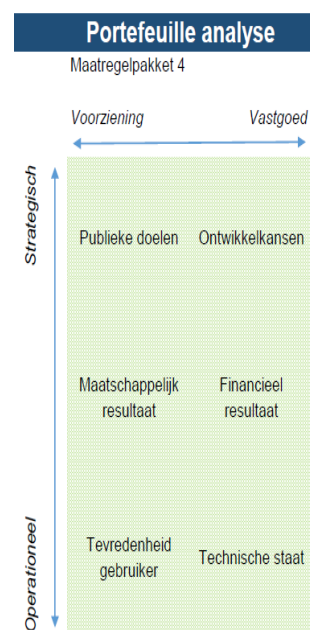 Portefeuille analyse
Maatregelpakket 4
Voorziening Vastgoed
Strategisch
Publieke doelen Ontwikkelkansen
Maatschappelijk Financieel
resultaat resultaat
Tevredenheid
gebruiker Technische staat
Operationeel